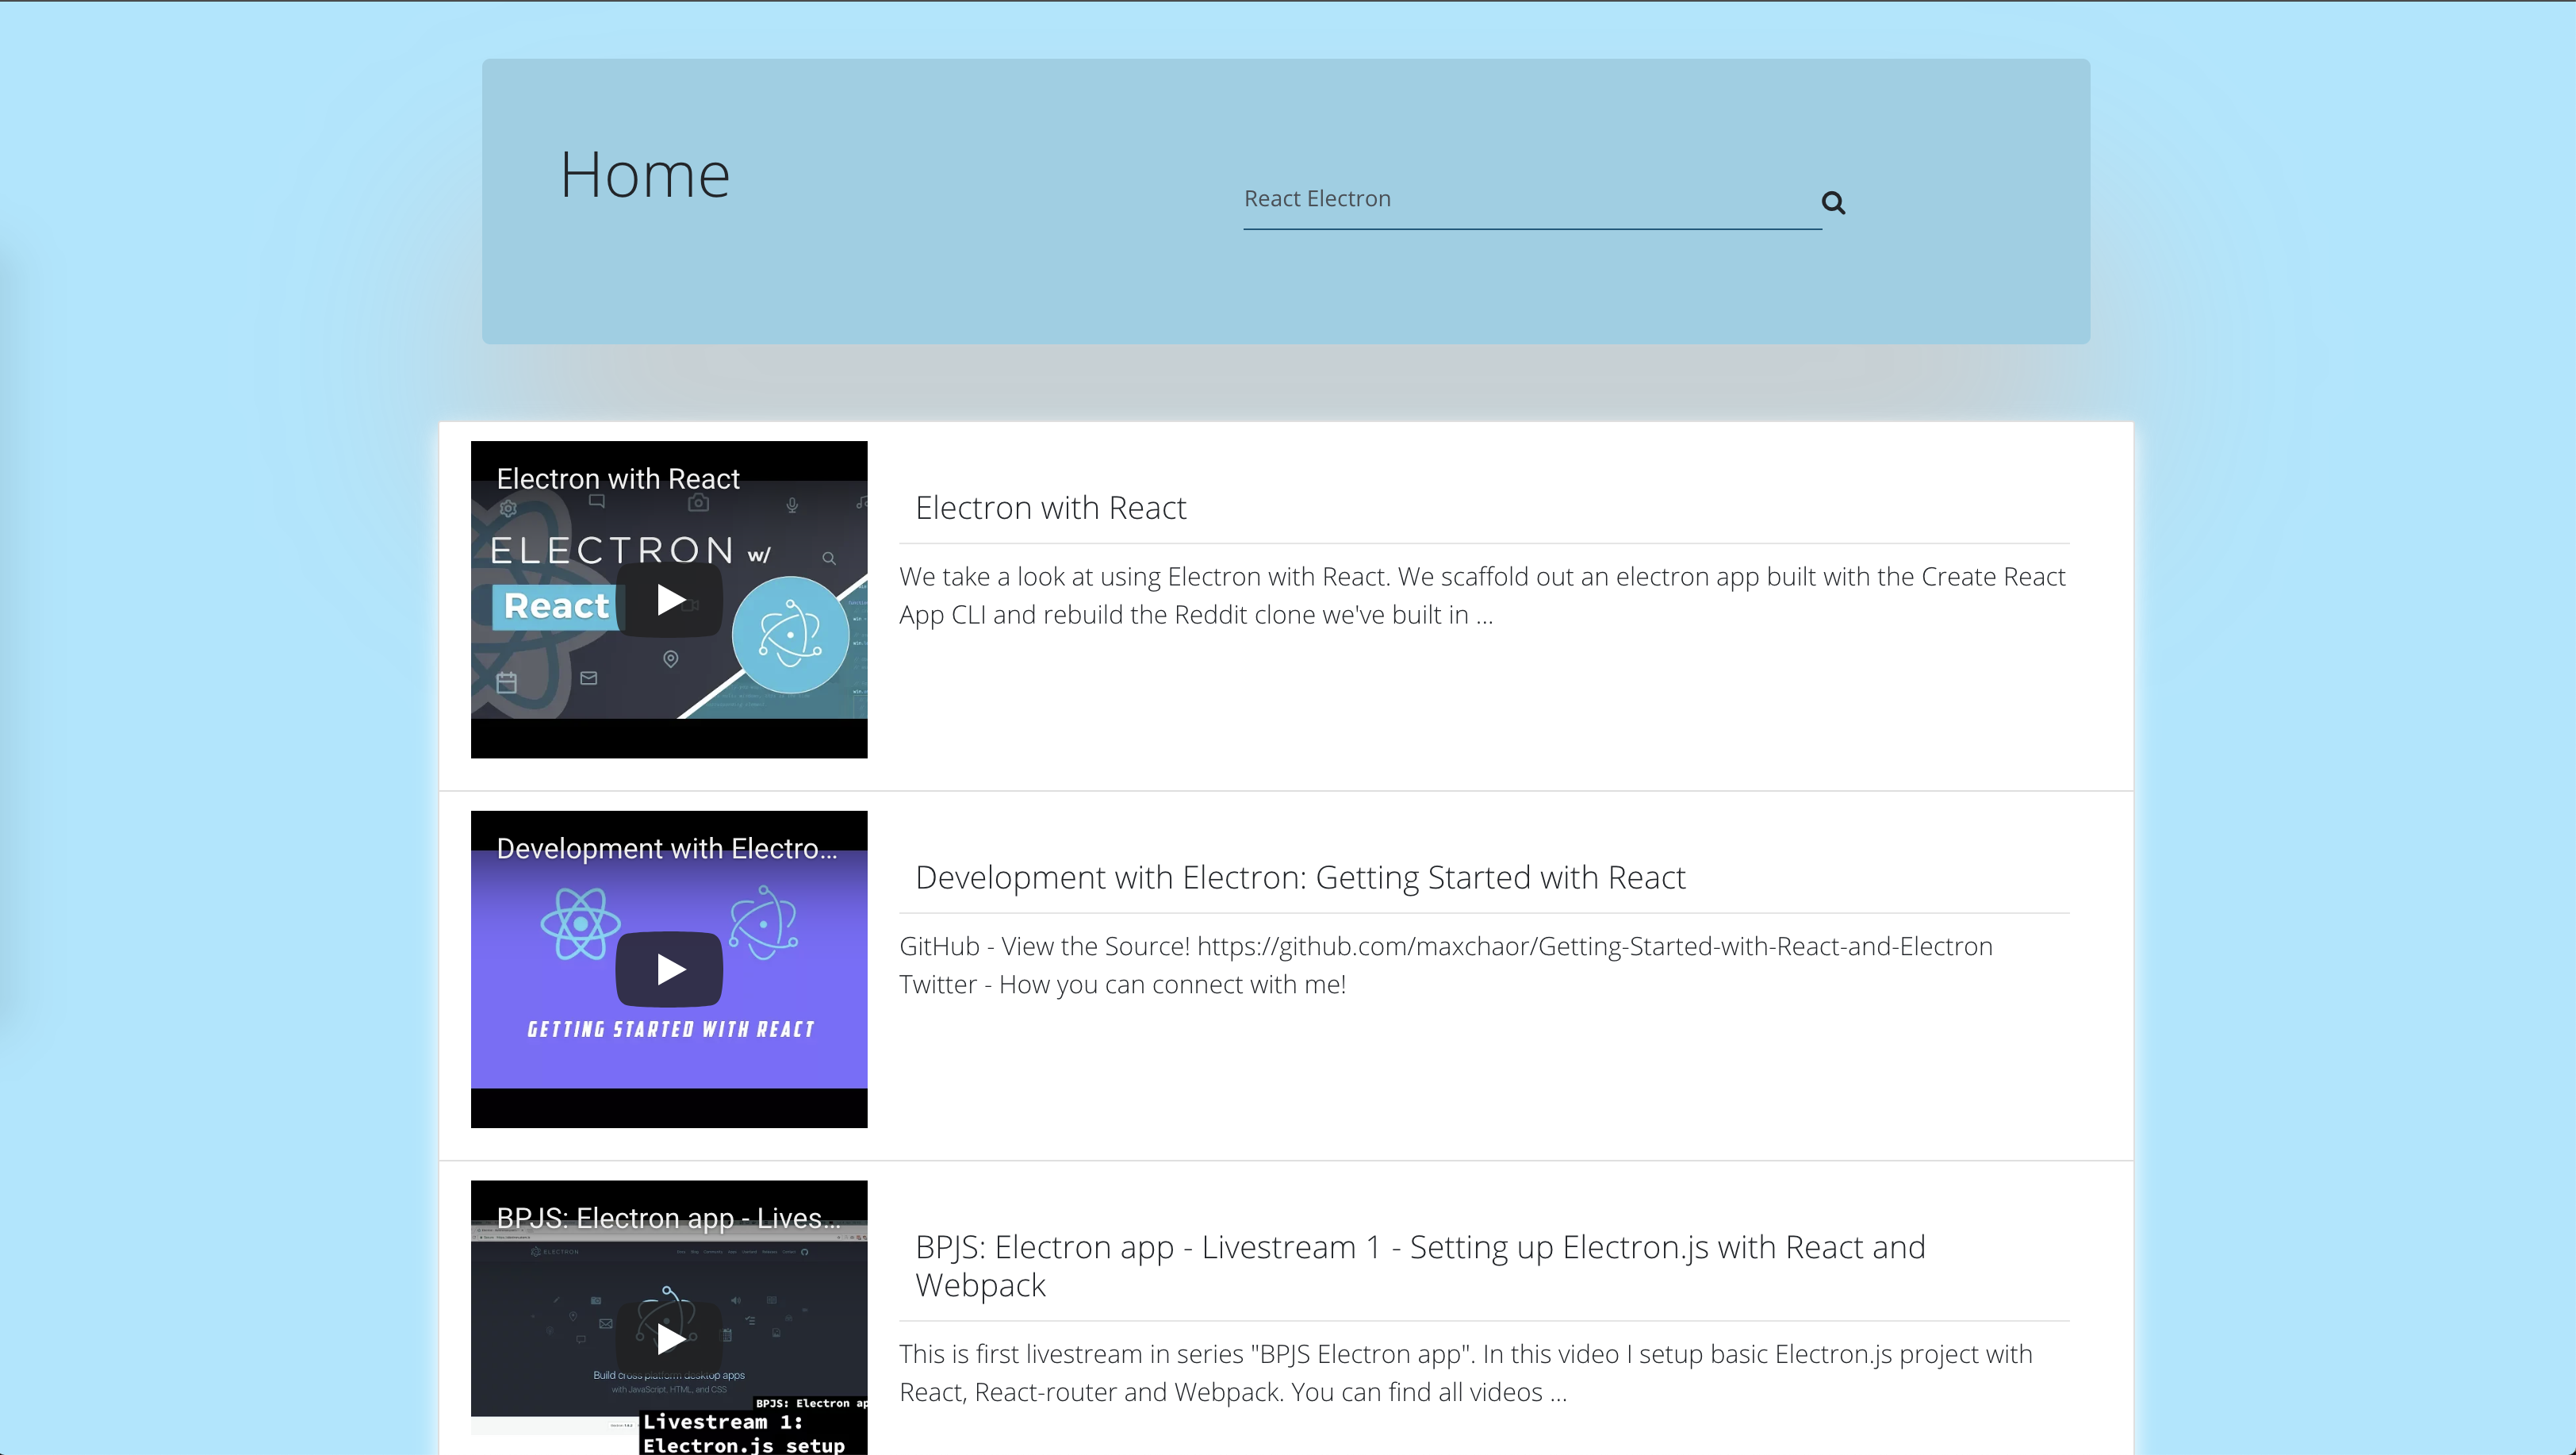 Home
React Electron
Electron with React
ELECTRON w/
React
Electron with React
We take a look at using Electron with React. We scaffold out an electron app built with the Create React
App CLI and rebuild the Reddit clone we've built in ...
Development with Electro...
GETTING STARTED WITH REACT
Development with Electron: Getting Started with React
GitHub - View the Source! https://github.com/maxchaor/Getting-Started-with-React-and-Electron
Twitter - How you can connect with me!
BPJS: Electron app - Lives...
ELECTRON
Build cross platform desktop apps
with JavaScript, HTML, and CSS
BPJS: Electron ap
Livestream 1:
Electron.js setup
BPJS: Electron app - Livestream 1 - Setting up Electron.js with React and
Webpack
This is first livestream in series "BPJS Electron app". In this video I setup basic Electron.js project with
React, React-router and Webpack. You can find all videos ...